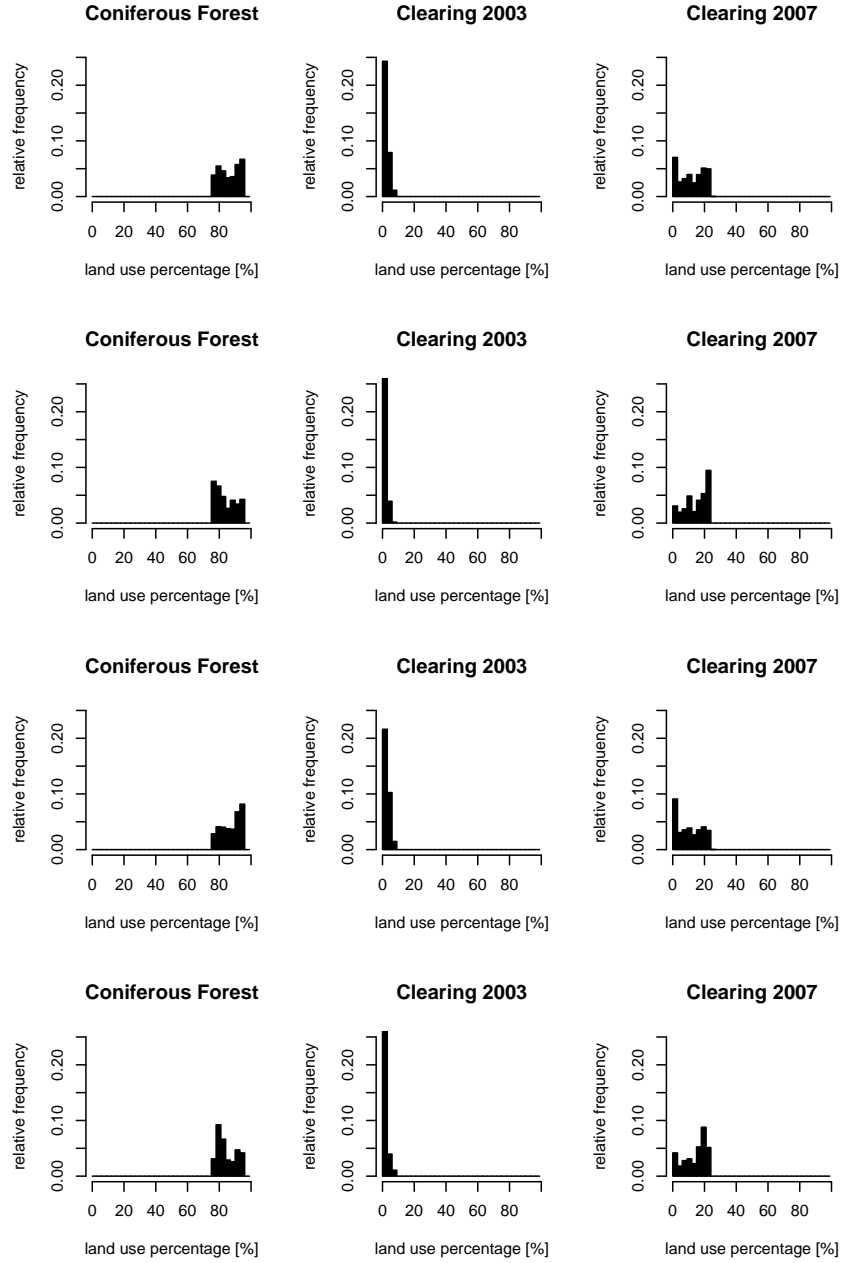 Coniferous Forest Clearing 2003 Clearing 2007
relative frequency relative frequency relative frequency
0.20 0.20 0.20
0.10 0.10 0.10
0.00 0.00 0.00
0 20 40 60 80 0 20 40 60 80 0 20 40 60 80
land use percentage [%] land use percentage [%] land use percentage [%]
Coniferous Forest Clearing 2003 Clearing 2007
relative frequency relative frequency relative frequency
0.20 0.20 0.20
0.10 0.10 0.10
0.00 0.00 0.00
0 20 40 60 80 0 20 40 60 80 0 20 40 60 80
land use percentage [%] land use percentage [%] land use percentage [%]
Coniferous Forest Clearing 2003 Clearing 2007
relative frequency relative frequency relative frequency
0.20 0.20 0.20
0.10 0.10 0.10
0.00 0.00 0.00
0 20 40 60 80 0 20 40 60 80 0 20 40 60 80
land use percentage [%] land use percentage [%] land use percentage [%]
Coniferous Forest Clearing 2003 Clearing 2007
relative frequency relative frequency relative frequency
0.20 0.20 0.20
0.10 0.10 0.10
0.00 0.00 0.00
0 20 40 60 80 0 20 40 60 80 0 20 40 60 80
land use percentage [%] land use percentage [%] land use percentage [%]